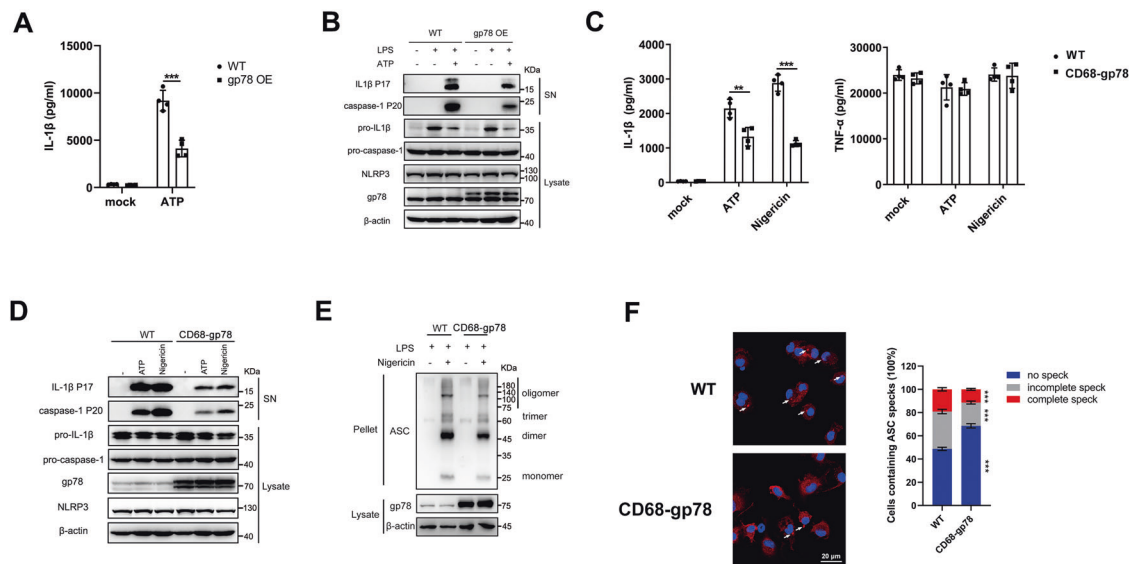 A
IL-1β (pg/ml)
15000
10000
5000
0
***
mock
ATP
WT
gp78 OE
B
WT
gp78 OE
LPS
- + + - + +
ATP
+ +
KDa
IL1β P17
15
caspase-1 P20
25
SN
pro-IL1β
35
pro-caspase-1
40
NLRP3
130
100
gp78
70
β-actin
40
Lysate
C
IL-1β (pg/ml)
4000
3000
2000
1000
0
**
***
mock
ATP
Nigericin
TNF-α (pg/ml)
30000
20000
10000
0
mock
ATP
Nigericin
WT
CD68-gp78
D
WT
CD68-gp78
- ATP Nigericin - ATP Nigericin
KDa
IL-1β P17
15
caspase-1 P20
25
SN
pro-IL-1β
35
pro-caspase-1
40
gp78
70
NLRP3
130
β-actin
40
Lysate
E
WT
CD68-gp78
LPS
+ + + +
Nigericin
+ +
KDa
180
140
100
75
60
45
35
25
oligomer
trimer
dimer
monomer
Pellet
ASC
Lysate
gp78
75
β-actin
45
F
WT
CD68-gp78
20 μm
Cells containing ASC specks (100%)
120
100
80
60
40
20
0
***
***
***
WT
CD68-gp78
no speck
incomplete speck
complete speck